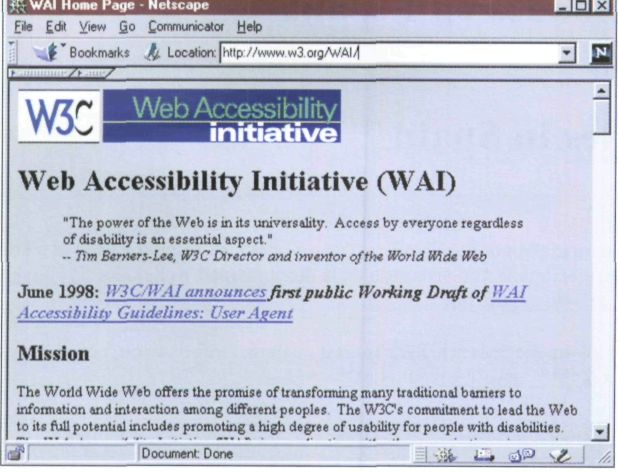 WAI Home Page - Netscape
File Edit View Go Communicator Help
Bookmarks Location: http://www.w3.org/WAI/
N
W3C Web Accessibility
initiative
Web Accessibility Initiative (WAI)
"The power of the Web is in its universality. Access by everyone regardless
of disability is an essential aspect."
-- Tim Berners-Lee, W3C Director and inventor of the World Wide Web
June 1998: W3C/WAI announces first public Working Draft of WAI
Accessibility Guidelines: User Agent
Mission
The World Wide Web offers the promise of transforming many traditional barriers to
information and interaction among different peoples. The W3C's commitment to lead the Web
to its full potential includes promoting a high degree of usability for people with disabilities.
Document: Done